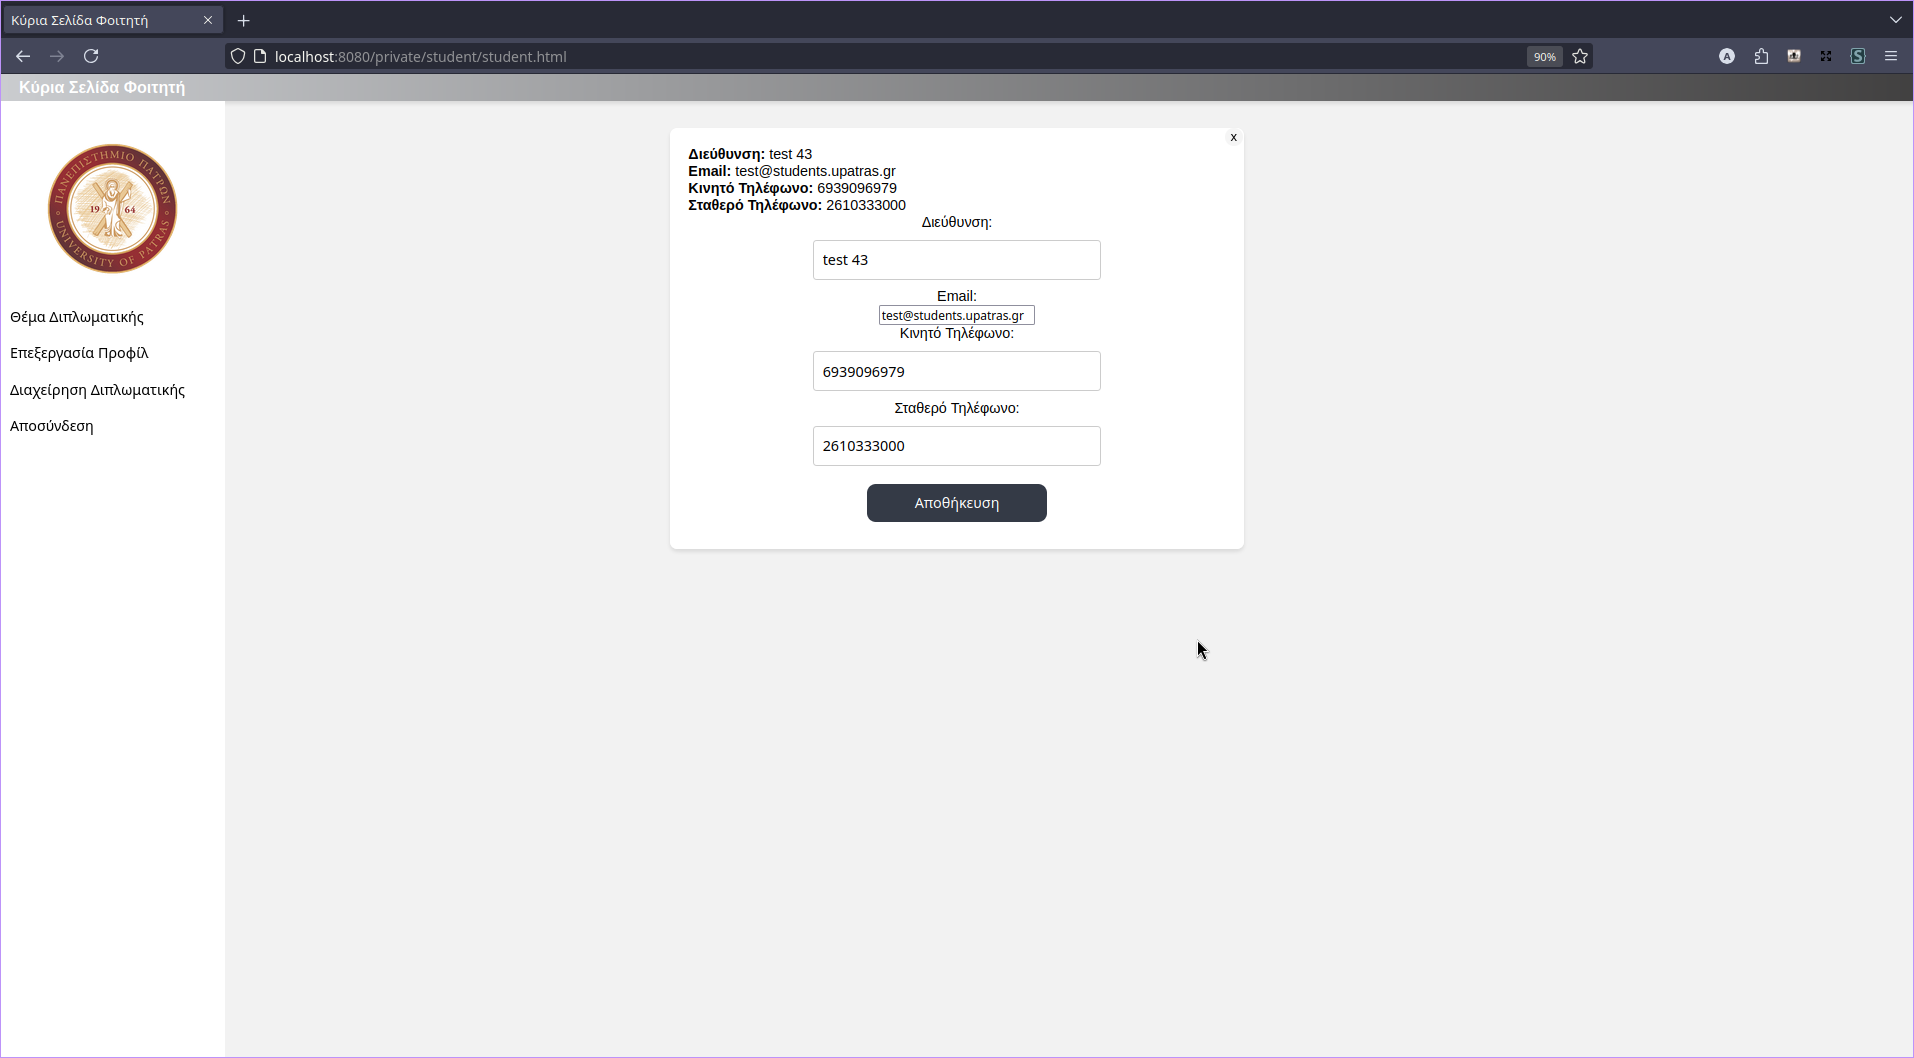 Κύρια Σελίδα Φοιτητή
localhost:8080/private/student/student.html
90%
A
S
Κύρια Σελίδα Φοιτητή
ΠΑΝΕΠΙΣΤΗΜΙΟ ΠΑΤΡΩΝ
19 64
UNIVERSITY OF PATRAS
Θέμα Διπλωματικής
Επεξεργασία Προφίλ
Διαχείρηση Διπλωματικής
Αποσύνδεση
x
Διεύθυνση: test 43
Email: test@students.upatras.gr
Κινητό Τηλέφωνο: 6939096979
Σταθερό Τηλέφωνο: 2610333000
Διεύθυνση:
test 43
Email:
test@students.upatras.gr
Κινητό Τηλέφωνο:
6939096979
Σταθερό Τηλέφωνο:
2610333000
Αποθήκευση